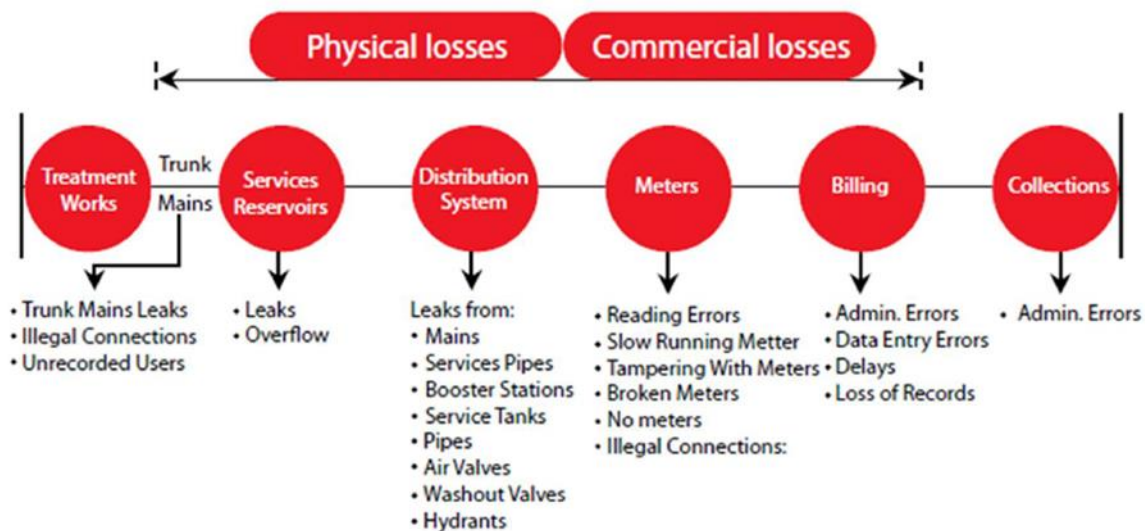 Physical losses
Commercial losses
Treatment
Works
Trunk
Mains
Services
Reservoirs
Distribution
System
Meters
Billing
Collections
• Trunk Mains Leaks
• Illegal Connections
• Unrecorded Users
• Leaks
• Overflow
Leaks from:
• Mains
• Services Pipes
• Booster Stations
• Service Tanks
• Pipes
• Air Valves
• Washout Valves
• Hydrants
• Reading Errors
• Slow Running Metter
• Tampering With Meters
• Broken Meters
• No meters
• Illegal Connections:
• Admin. Errors
• Data Entry Errors
• Delays
• Loss of Records
• Admin. Errors